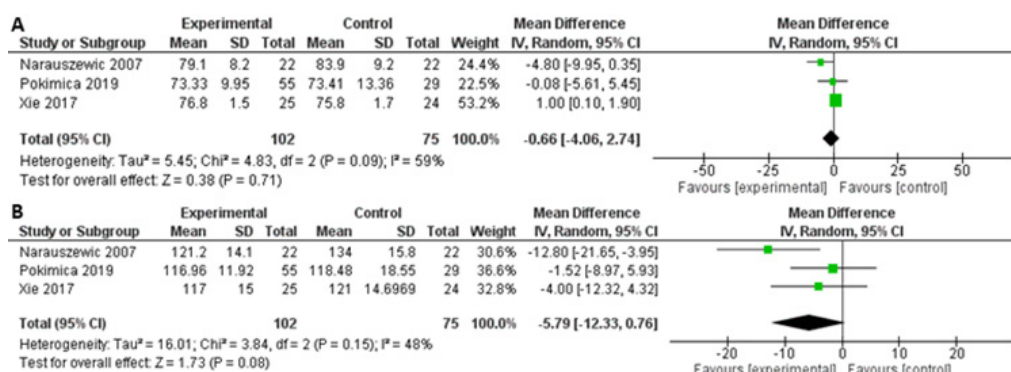 A Experimental Control Mean Difference Mean Difference
Study or Subgroup Mean SD Total Mean SD Total Weight IV, Random, 95% CI IV, Random, 95% CI
Narauszewic 2007 79.1 8.2 22 83.9 9.2 22 24.4% -4.80 [-9.95, 0.35]
Pokimica 2019 73.33 9.95 55 73.41 13.36 29 22.5% -0.08 [-5.61, 5.45]
Xie 2017 76.8 1.5 25 75.8 1.7 24 53.2% 1.00 [0.10, 1.90]
Total (95% CI) 102 75 100.0% -0.66 [-4.06, 2.74]
Heterogeneity: Tau² = 5.45; Chi² = 4.83, df = 2 (P = 0.09); I² = 59%
Test for overall effect: Z = 0.38 (P = 0.71)
-50 -25 0 25 50
Favours [experimental] Favours [control]
B Experimental Control Mean Difference Mean Difference
Study or Subgroup Mean SD Total Mean SD Total Weight IV, Random, 95% CI IV, Random, 95% CI
Narauszewic 2007 121.2 14.1 22 134 15.8 22 30.6% -12.80 [-21.65, -3.95]
Pokimica 2019 116.96 11.92 55 118.48 18.55 29 36.6% -1.52 [-8.97, 5.93]
Xie 2017 117 15 25 121 14.6969 24 32.8% -4.00 [-12.32, 4.32]
Total (95% CI) 102 75 100.0% -5.79 [-12.33, 0.76]
Heterogeneity: Tau² = 16.01; Chi² = 3.84, df = 2 (P = 0.15); I² = 48%
Test for overall effect: Z = 1.73 (P = 0.08)
-20 -10 0 10 20
Favours [experimental] Favours [control]